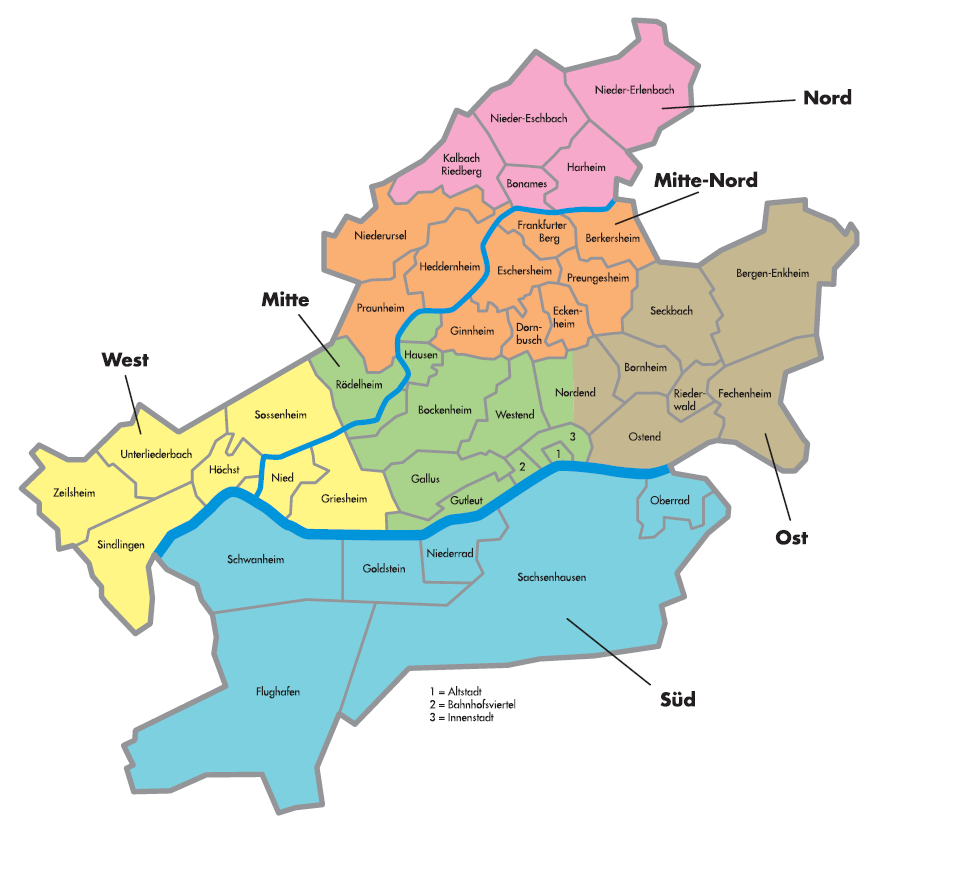 Nieder-Erlenbach
Nord
Nieder-Eschbach
Kalbach
Riedberg
Harheim
Bonames
Mitte-Nord
Niederursel
Frankfurter
Berg
Berkersheim
Heddernheim
Eschersheim
Preungesheim
Bergen-Enkheim
Mitte
Praunheim
Ginnheim
Dorn-
busch
Ecken-
heim
Seckbach
West
Hausen
Rödelheim
Bornheim
Bockenheim
Westend
Nordend
Rieder-
wald
Fechenheim
Sossenheim
Unterliederbach
Höchst
Zeilsheim
Nied
Griesheim
Gallus
Gutleut
3
1
2
Ostend
Oberrad
Ost
Sindlingen
Schwanheim
Goldstein
Niederrad
Sachsenhausen
Flughafen
Süd
1 = Altstadt
2 = Bahnhofsviertel
3 = Innenstadt